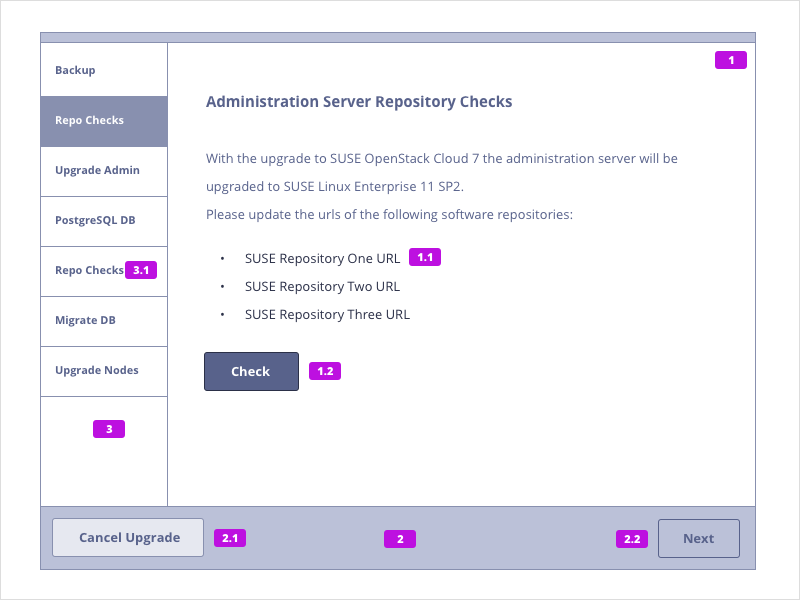 Backup
Repo Checks
Upgrade Admin
PostgreSQL DB
Repo Checks 3.1
Migrate DB
Upgrade Nodes
3
1
Administration Server Repository Checks
With the upgrade to SUSE OpenStack Cloud 7 the administration server will be
upgraded to SUSE Linux Enterprise 11 SP2.
Please update the urls of the following software repositories:
• SUSE Repository One URL 1.1
• SUSE Repository Two URL
• SUSE Repository Three URL
Check 1.2
Cancel Upgrade 2.1 2 2.2 Next